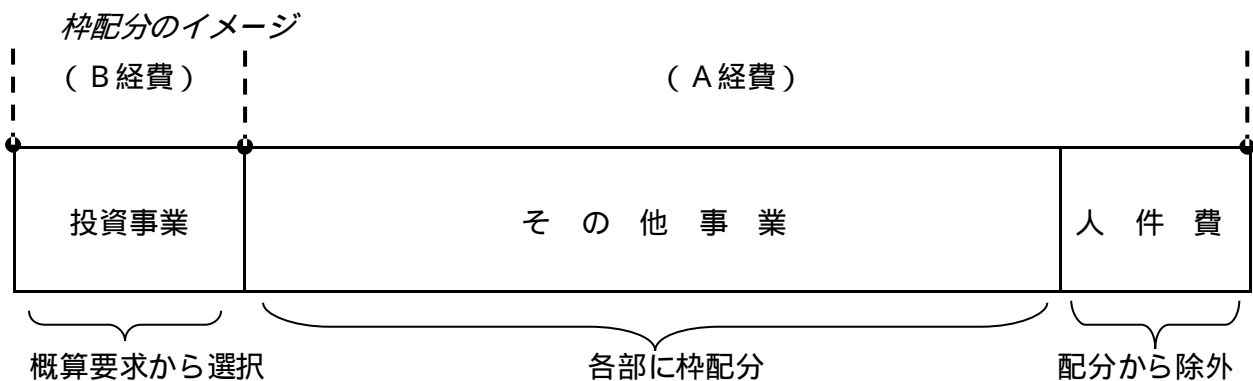 枠配分のイメージ
（Ｂ経費）
（Ａ経費）
投資事業
そ の 他 事 業
人 件 費
概算要求から選択
各部に枠配分
配分から除外